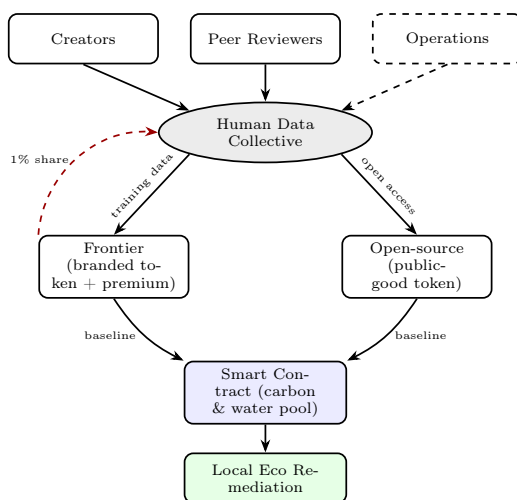 Creators
Peer Reviewers
Operations
Human Data
Collective
1% share
training data
open access
Frontier
(branded to-
ken + premium)
Open-source
(public-
good token)
baseline
baseline
Smart Con-
tract (carbon
& water pool)
Local Eco Re-
mediation